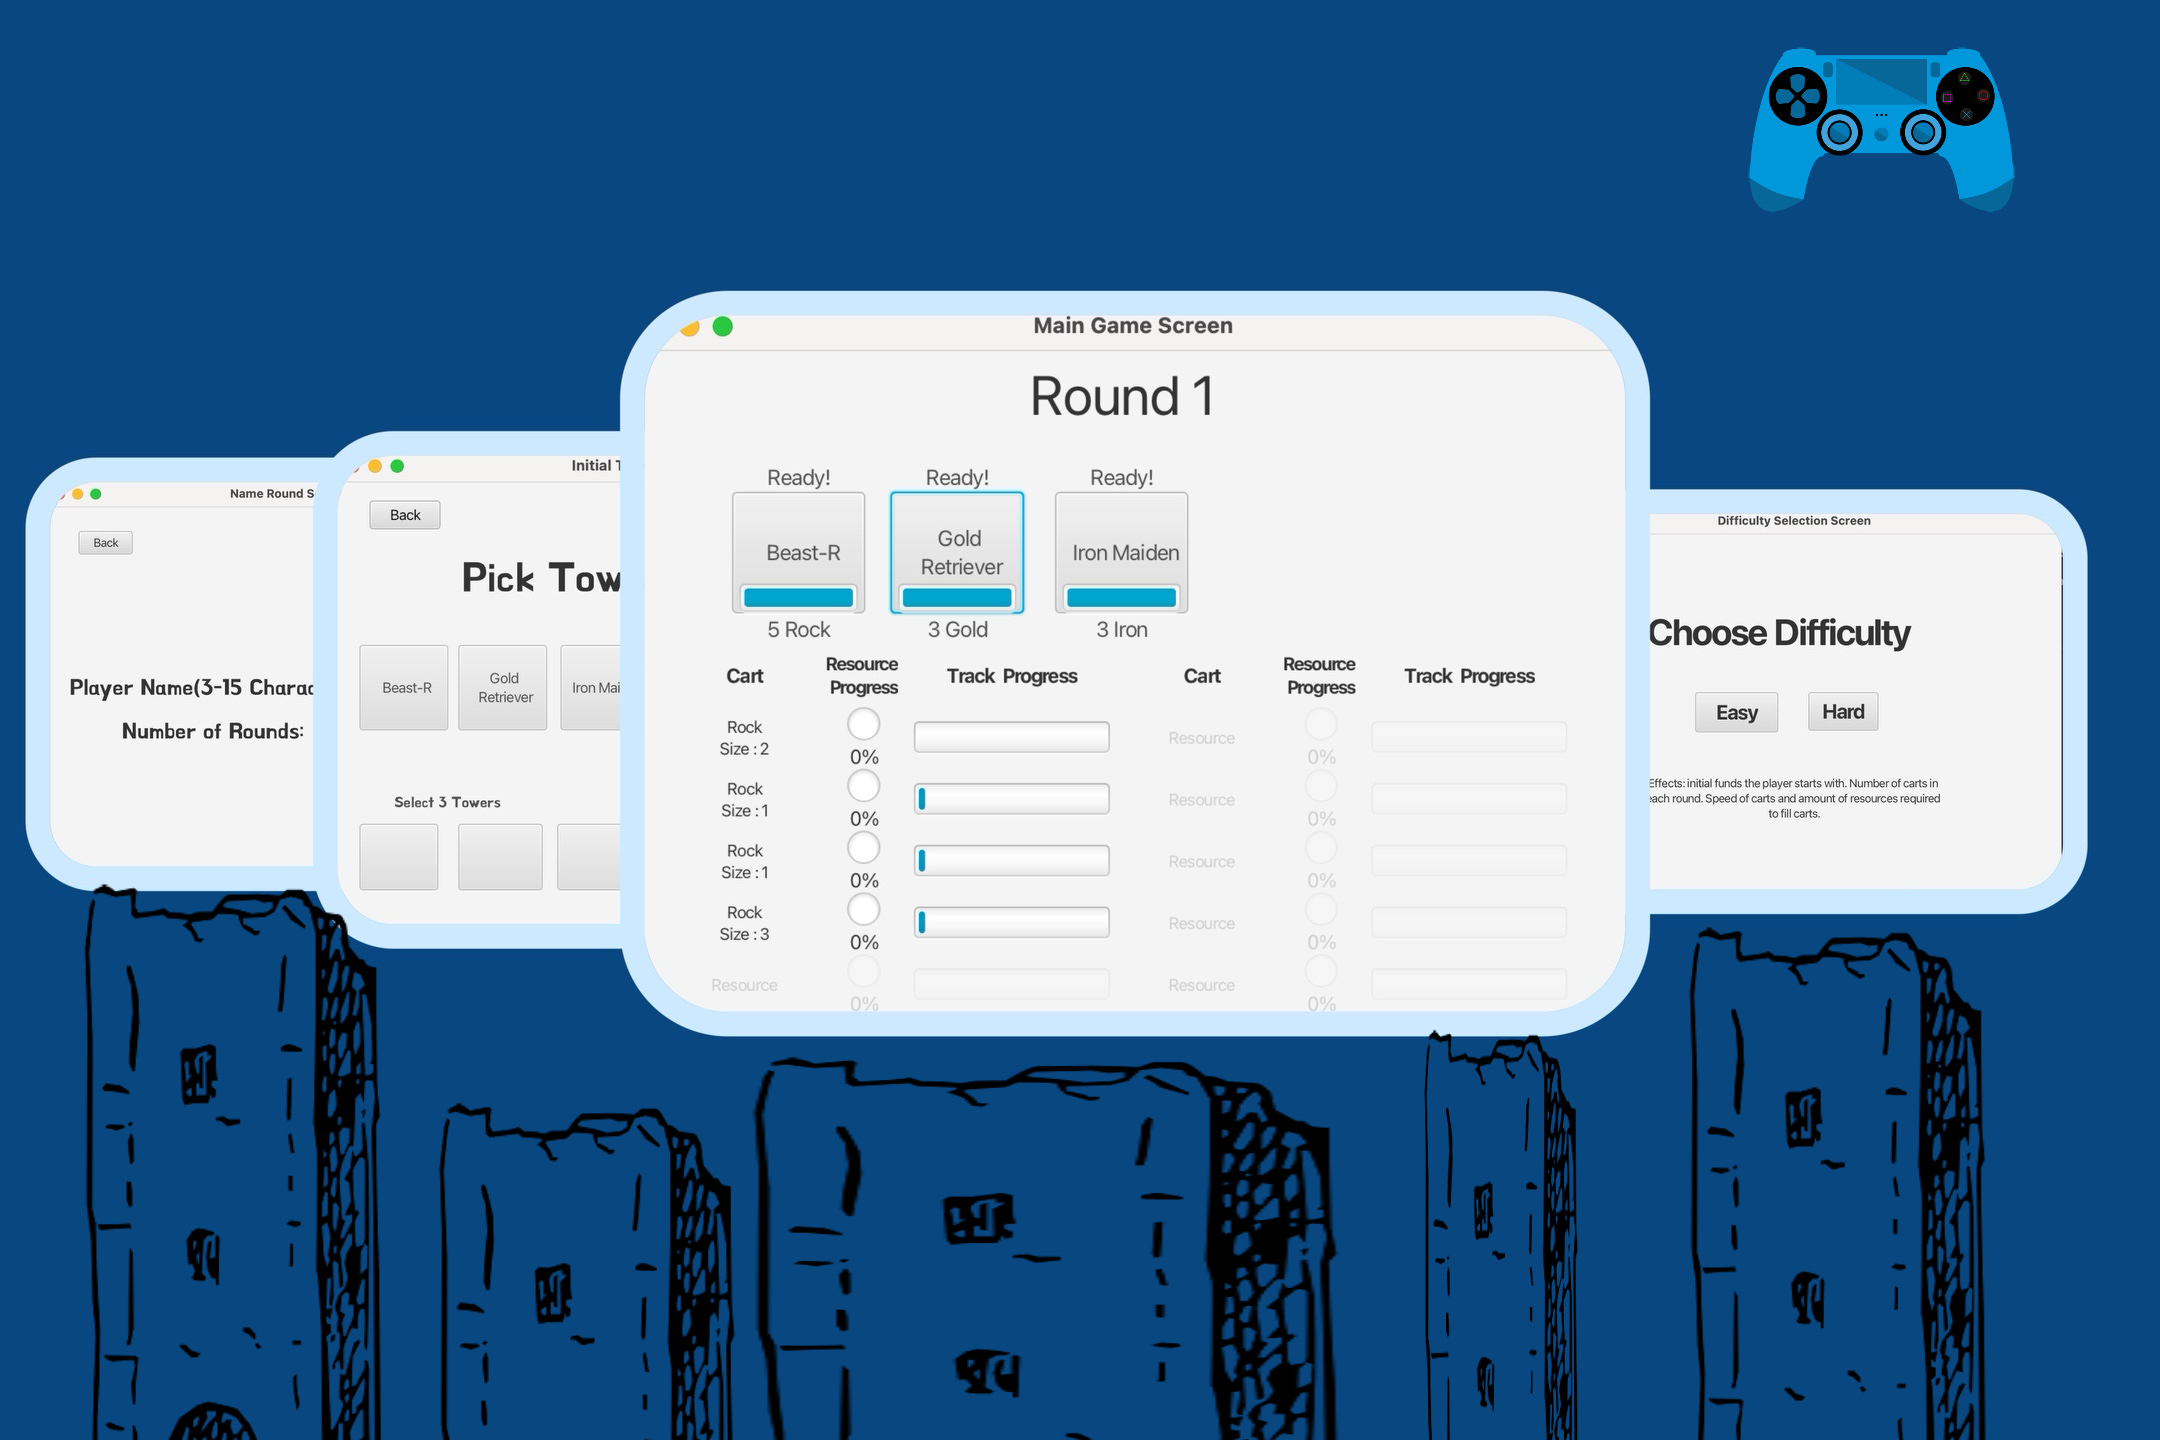 Name Round S
Back
Player Name(3-15 Charac
Number of Rounds:
Initial T
Back
Pick Tow
Beast-R
Gold
Retriever
Iron Mai
Select 3 Towers
Main Game Screen
Round 1
Ready!
Ready!
Ready!
Beast-R
Gold
Retriever
Iron Maiden
5 Rock
3 Gold
3 Iron
Cart
Resource
Progress
Track Progress
Cart
Resource
Progress
Track Progress
Rock
Size : 2
0%
Resource
0%
Rock
Size : 1
0%
Resource
0%
Rock
Size : 1
0%
Resource
0%
Rock
Size : 3
0%
Resource
0%
Resource
0%
Resource
0%
Difficulty Selection Screen
Choose Difficulty
Easy
Hard
Effects: initial funds the player starts with. Number of carts in
each round. Speed of carts and amount of resources required
to fill carts.